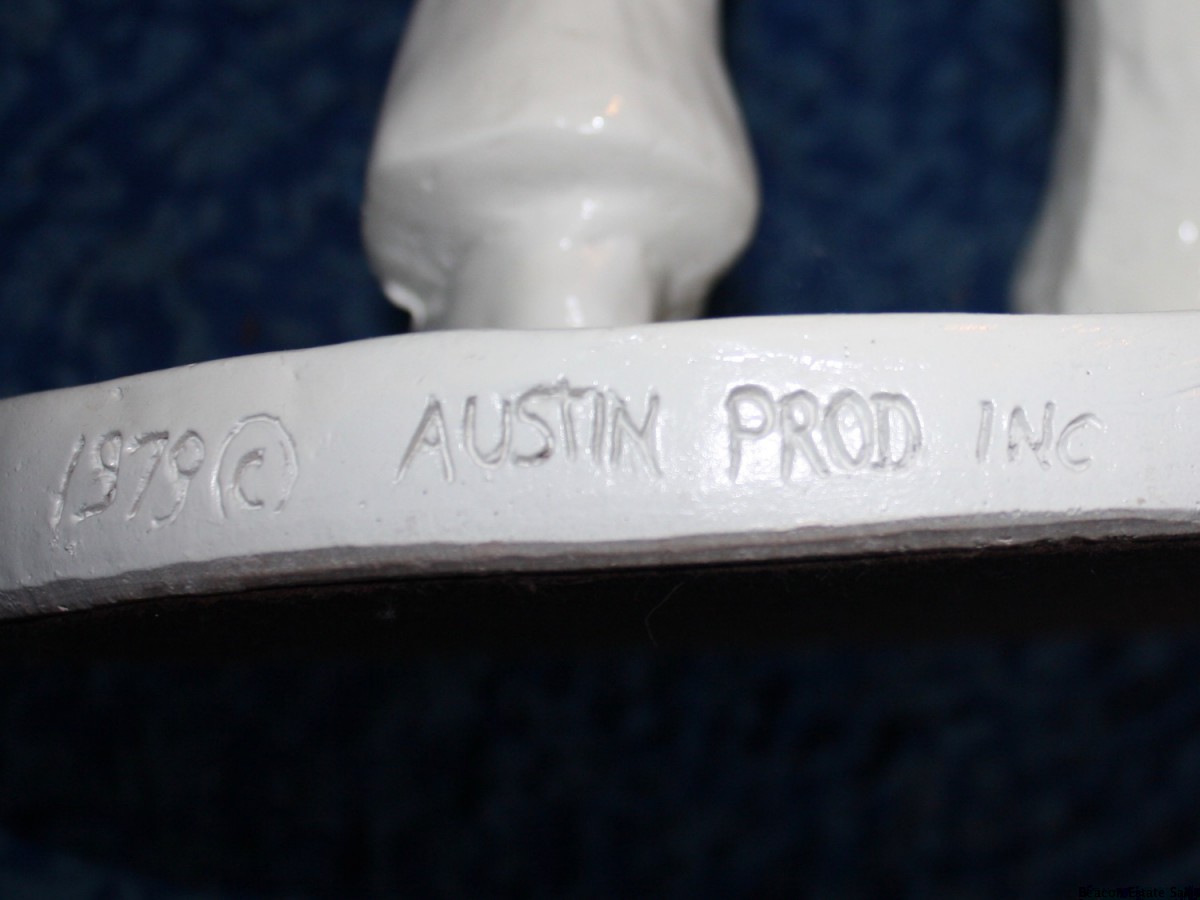 1979 © AUSTIN PROD INC